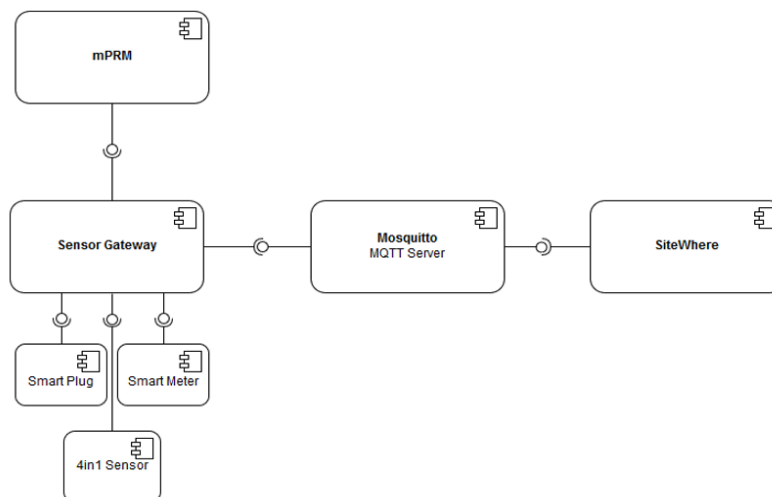 mPRM
Sensor Gateway
Mosquitto
MQTT Server
SiteWhere
Smart Plug
Smart Meter
4in1 Sensor